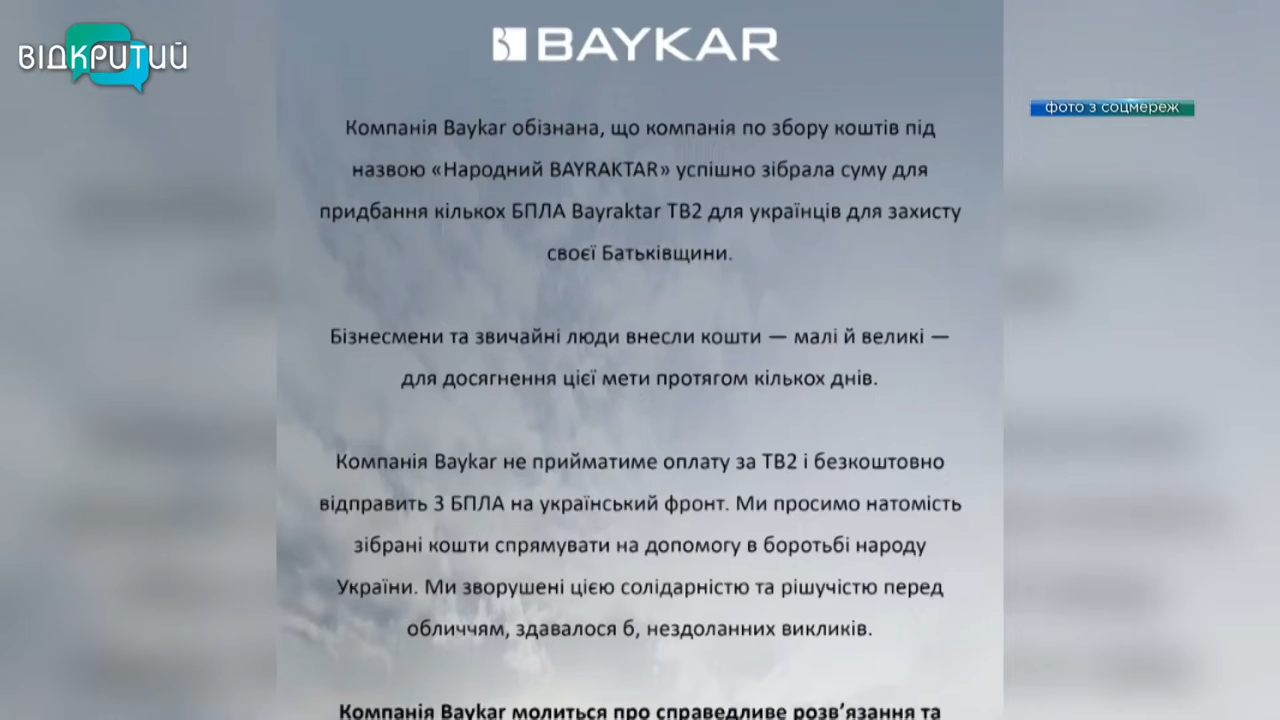 ВІДКРИТИЙ
BAYKAR
фото з соцмереж
Компанія Baykar обізнана, що компанія по збору коштів під
назвою «Народний BAYRAKTAR» успішно зібрала суму для
придбання кількох БПЛА Bayraktar TB2 для українців для захисту
своєї Батьківщини.
Бізнесмени та звичайні люди внесли кошти — малі й великі —
для досягнення цієї мети протягом кількох днів.
Компанія Baykar не прийматиме оплату за TB2 і безкоштовно
відправить 3 БПЛА на український фронт. Ми просимо натомість
зібрані кошти спрямувати на допомогу в боротьбі народу
України. Ми зворушені цією солідарністю та рішучістю перед
обличчям, здавалося б, нездоланних викликів.
Компанія Baykar молиться про справедливе розв’язання та